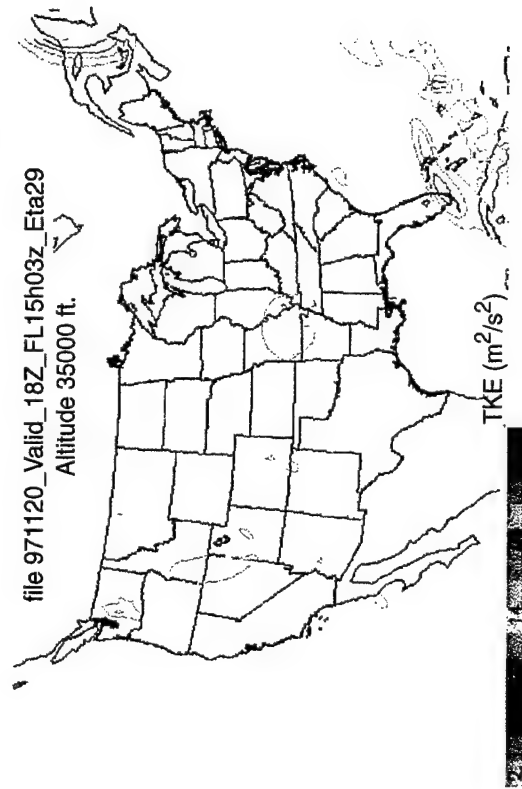 file 971120_Valid_18Z_FL15h03z_Eta29
Altitude 35000 ft.
TKE (m²/s²)